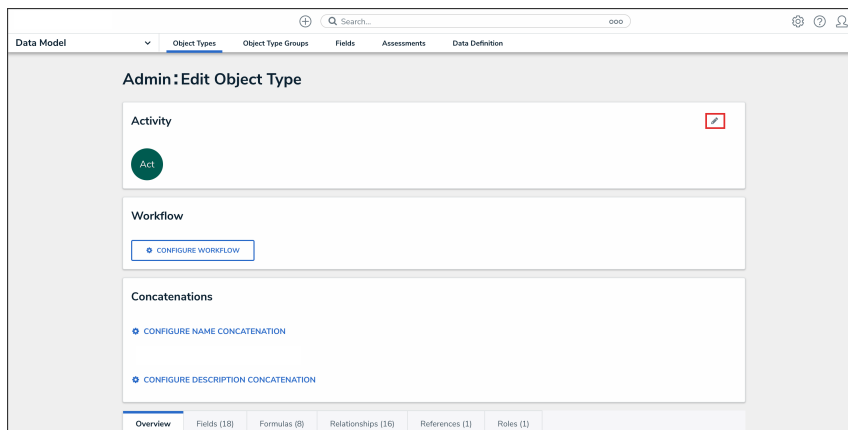 Search...
Data Model
Object Types Object Type Groups Fields Assessments Data Definition
Admin:Edit Object Type
Activity
Act
Workflow
CONFIGURE WORKFLOW
Concatenations
CONFIGURE NAME CONCATENATION
CONFIGURE DESCRIPTION CONCATENATION
Overview Fields (18) Formulas (8) Relationships (16) References (1) Roles (1)